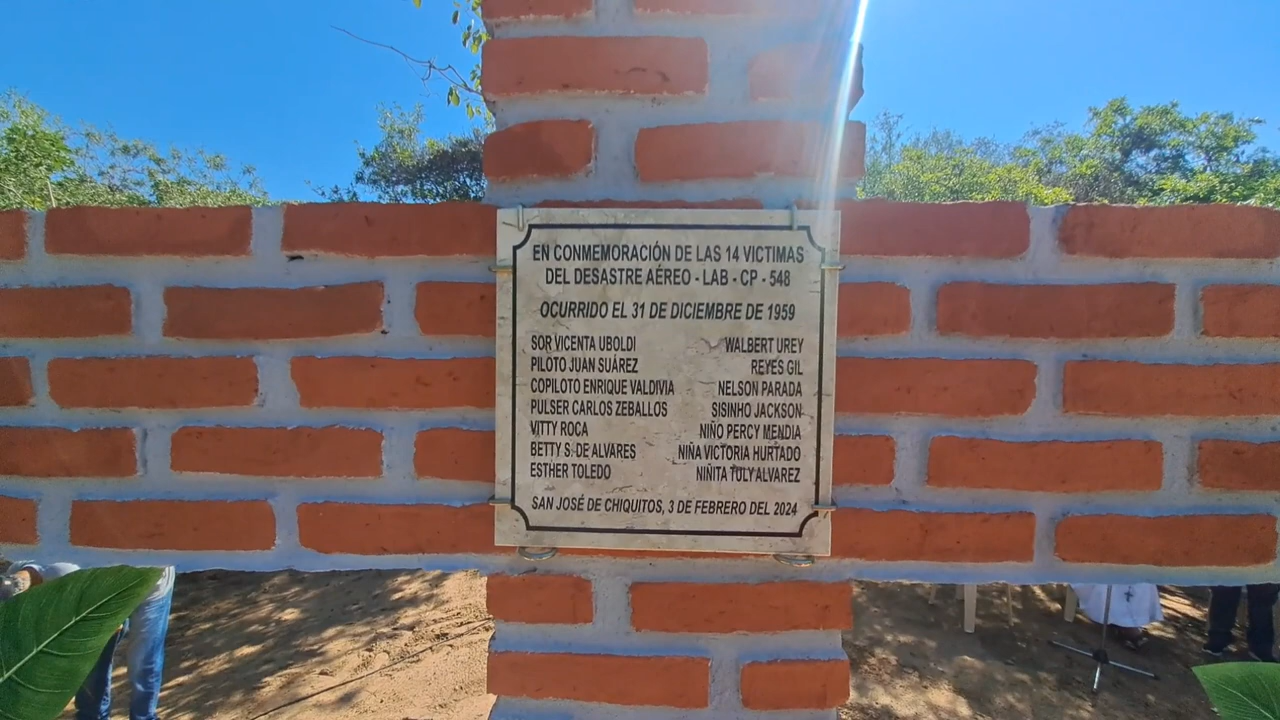 EN CONMEMORACIÓN DE LAS 14 VICTIMAS
DEL DESASTRE AÉREO - LAB - CP - 548
OCURRIDO EL 31 DE DICIEMBRE DE 1959
SOR VICENTA UBOLDI WALBERT UREY
PILOTO JUAN SUÁREZ REYES GIL
COPILOTO ENRIQUE VALDIVIA NELSON PARADA
PULSER CARLOS ZEBALLOS SISINHO JACKSON
VITTY ROCA NIÑO PERCY MENDIA
BETTY S. DE ALVARES NIÑA VICTORIA HURTADO
ESTHER TOLEDO NIÑITA TOLY ALVAREZ
SAN JOSÉ DE CHIQUITOS, 3 DE FEBRERO DEL 2024